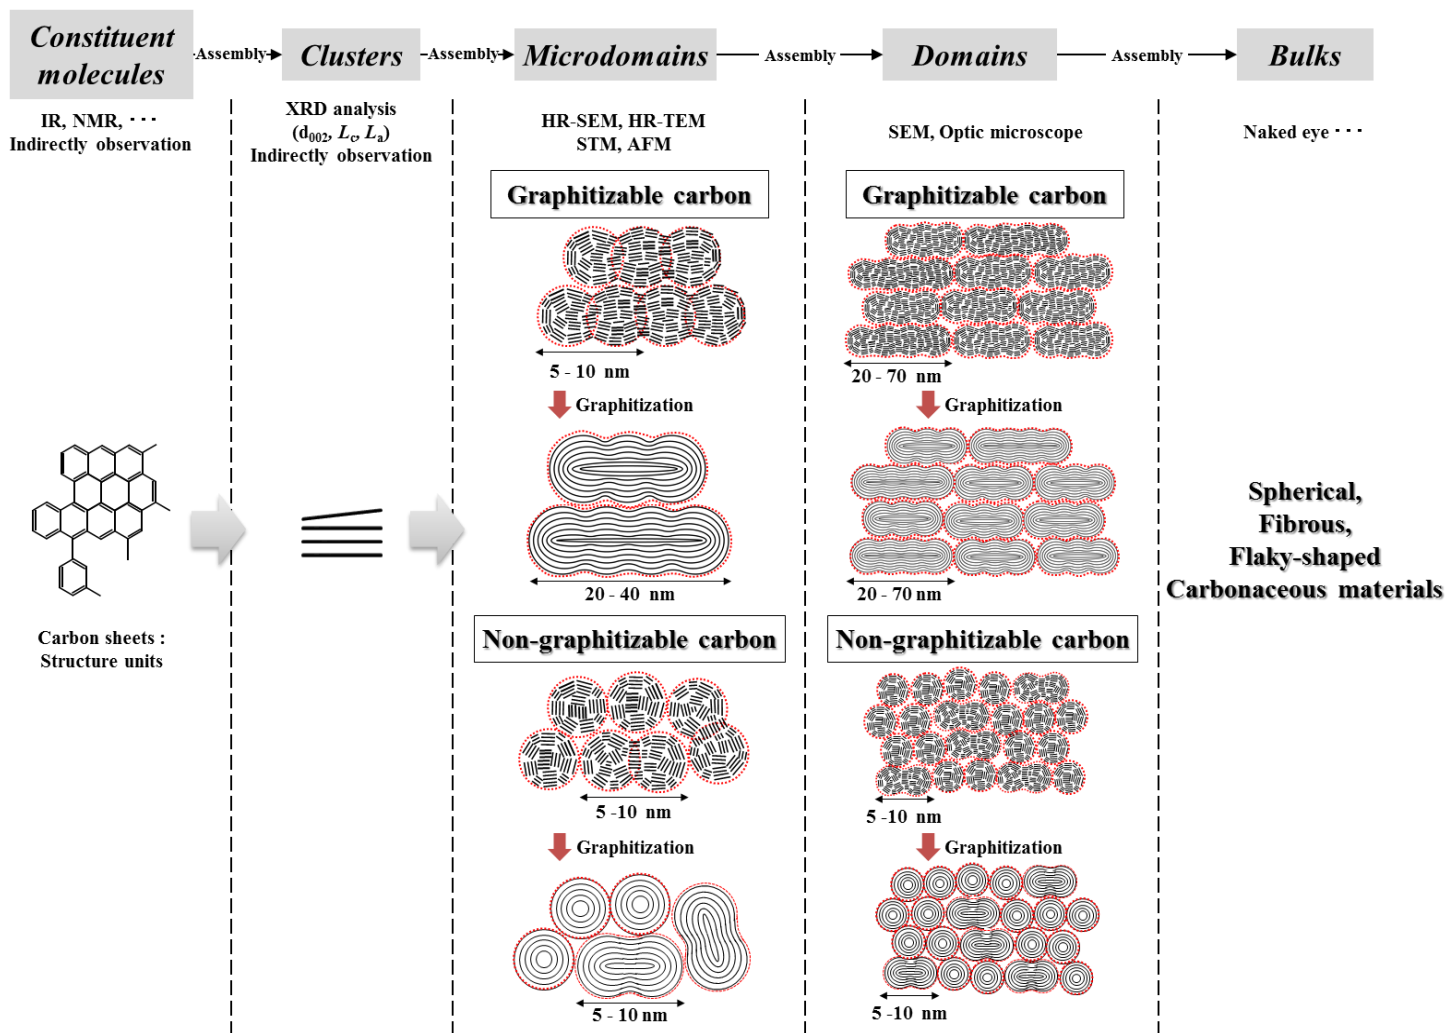 Constituent
molecules
Assembly
Clusters
Assembly
Microdomains
Assembly
Domains
Assembly
Bulks
IR, NMR, ···
Indirectly observation
XRD analysis
(d002, Lc, La)
Indirectly observation
HR-SEM, HR-TEM
STM, AFM
SEM, Optic microscope
Naked eye ···
Graphitizable carbon
Graphitizable carbon
5 - 10 nm
20 - 70 nm
Graphitization
Graphitization
20 - 40 nm
20 - 70 nm
Carbon sheets :
Structure units
Spherical,
Fibrous,
Flaky-shaped
Carbonaceous materials
Non-graphitizable carbon
Non-graphitizable carbon
5 -10 nm
5 -10 nm
Graphitization
Graphitization
5 - 10 nm
5 -10 nm